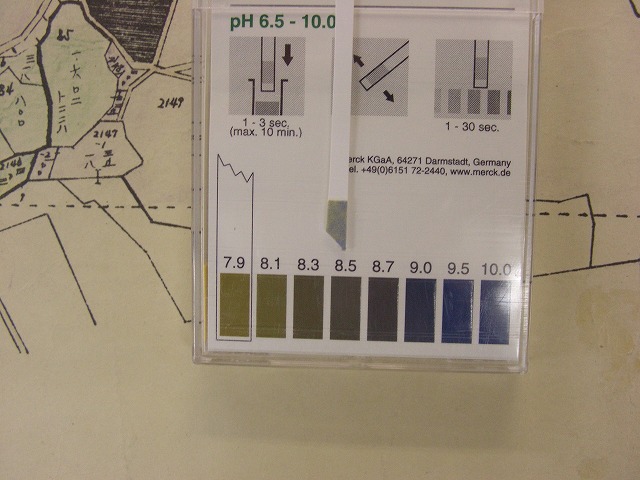 pH 6.5 - 10.0
1 - 3 sec.
(max. 10 min.)
1 - 30 sec.
erck KGaA, 64271 Darmstadt, Germany
el. +49(0)6151 72-2440, www.merck.de
7.9 8.1 8.3 8.5 8.7 9.0 9.5 10.0
85
2149
2147